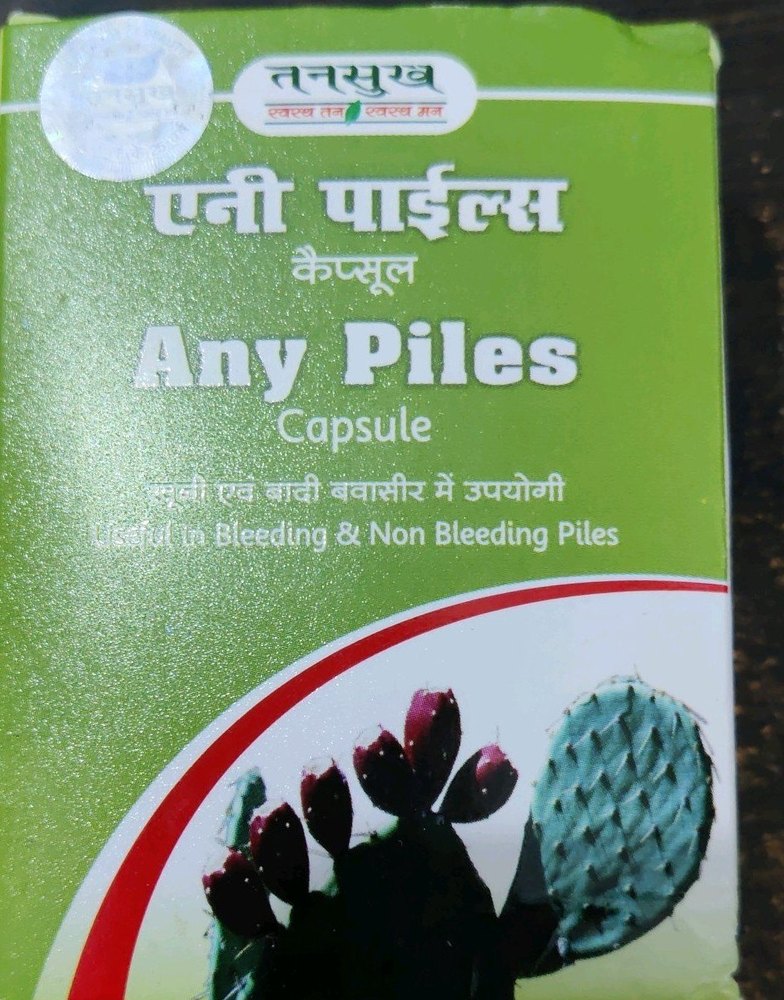 तनसुख
स्वस्थ तन स्वस्थ मन
एनी पाईल्स
कैप्सूल
Any Piles
Capsule
खूनी एवं बादी बवासीर में उपयोगी
Useful in Bleeding & Non Bleeding Piles